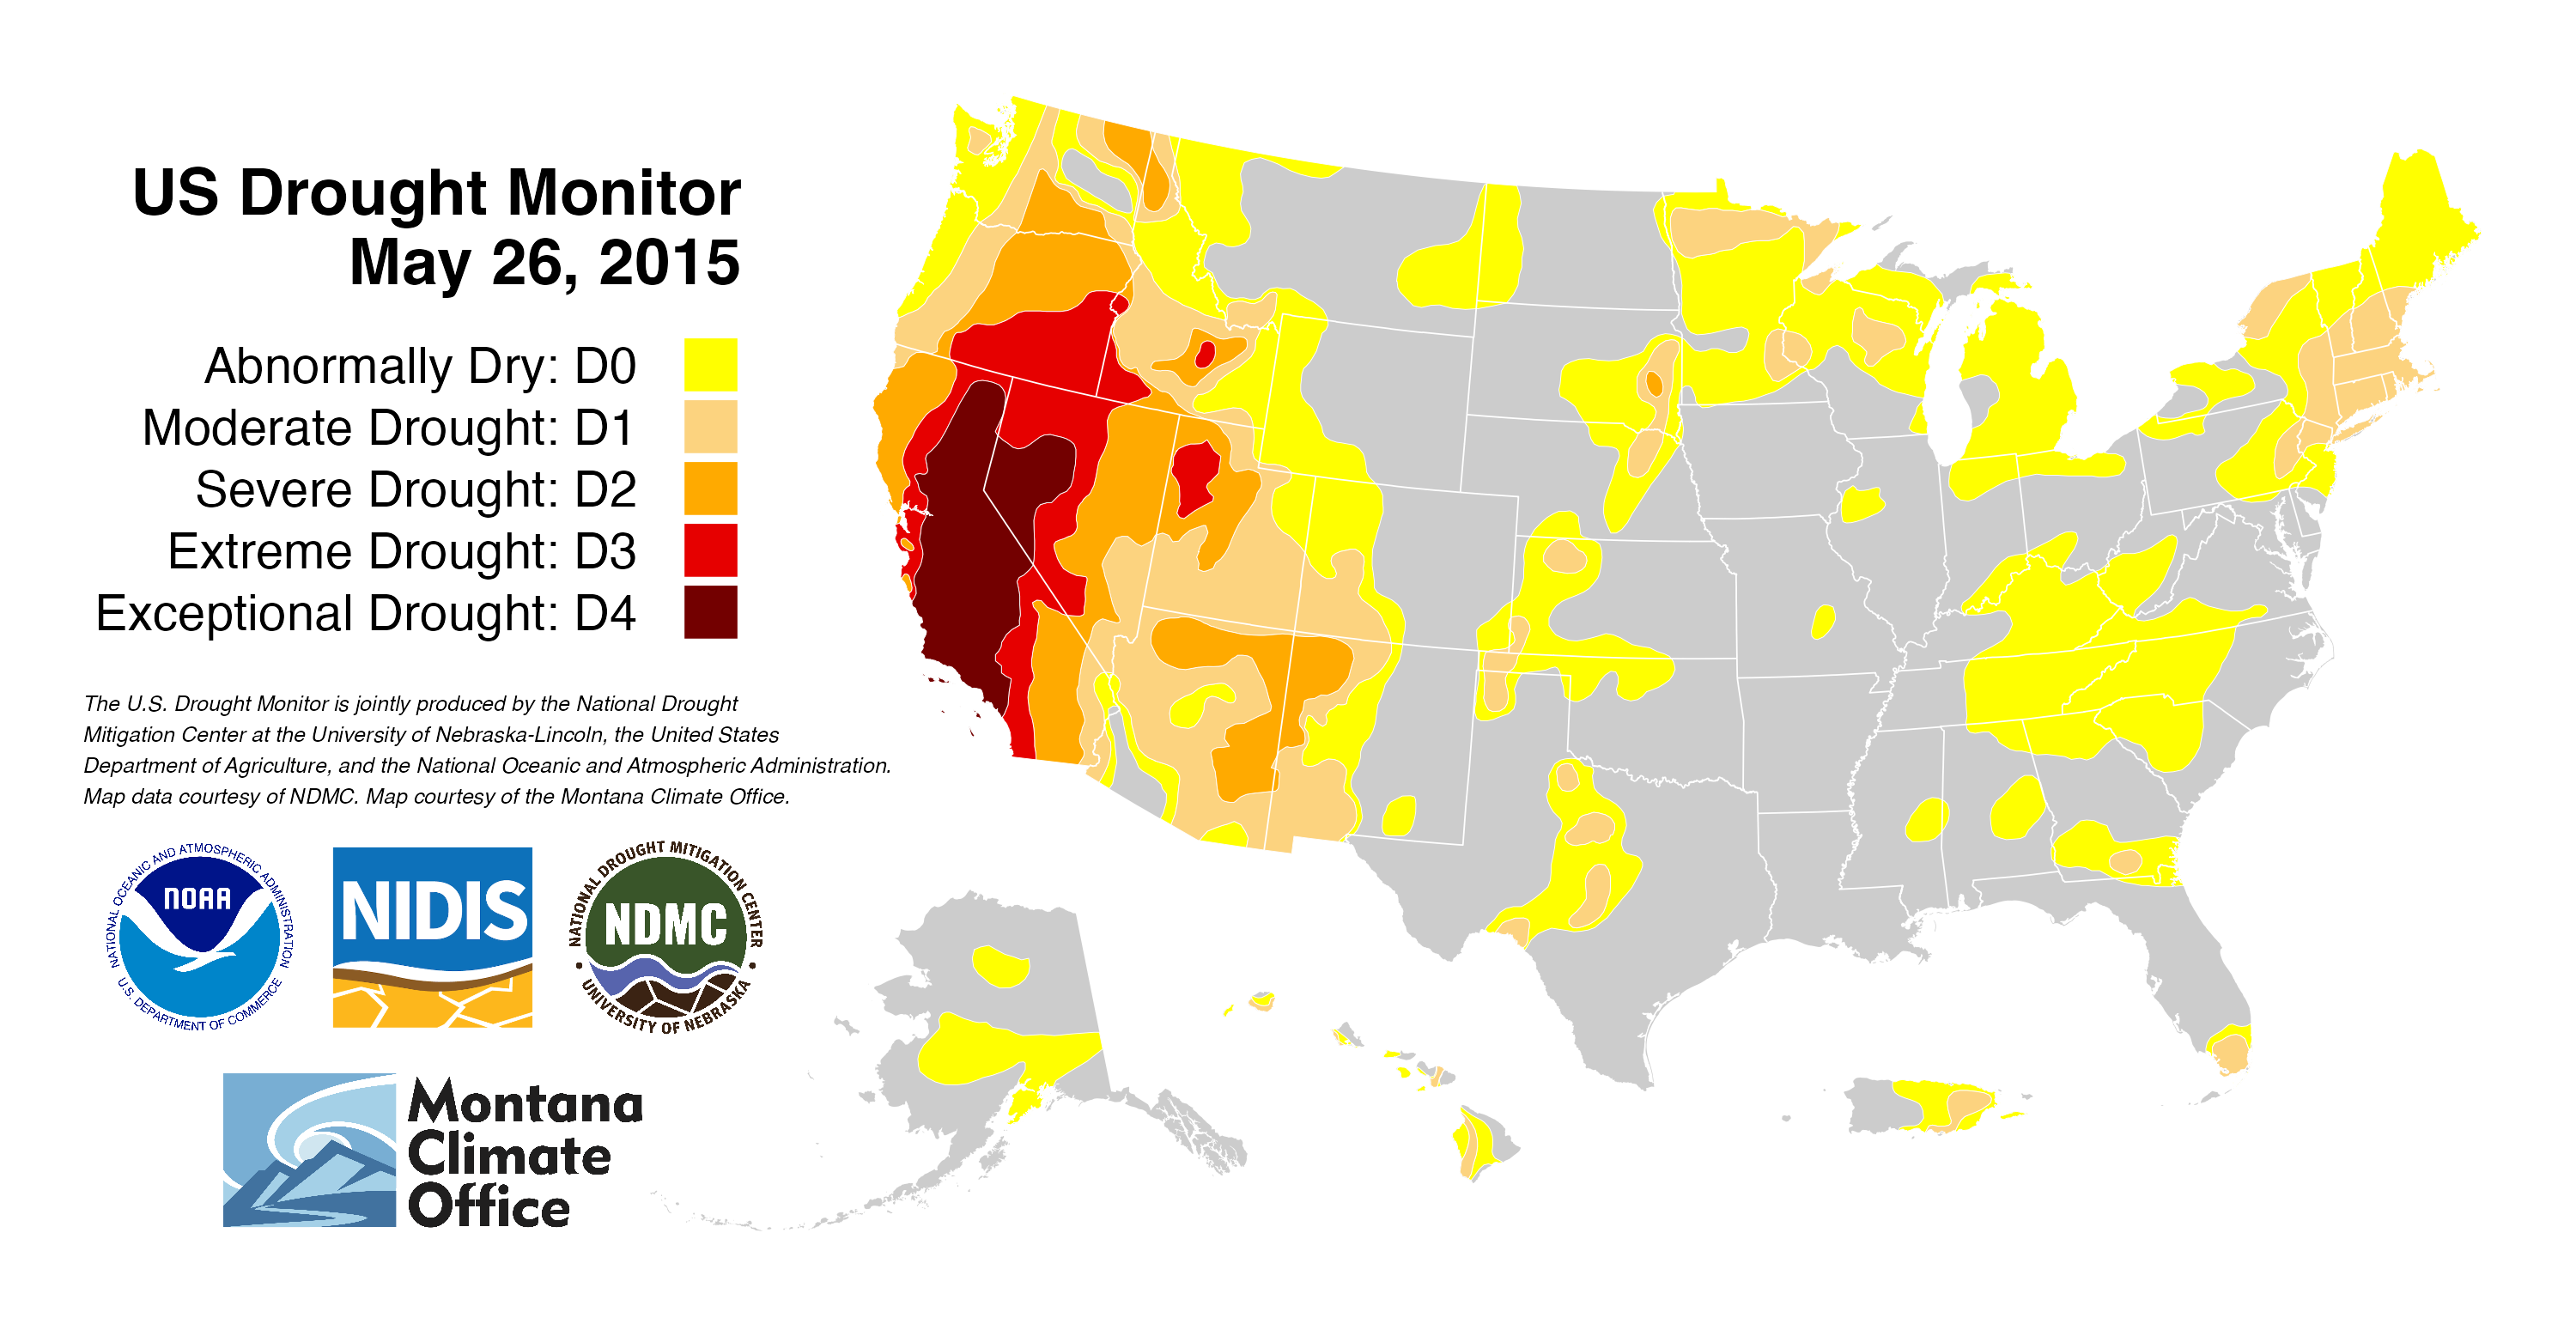 US Drought Monitor
May 26, 2015
Abnormally Dry: D0
Moderate Drought: D1
Severe Drought: D2
Extreme Drought: D3
Exceptional Drought: D4
The U.S. Drought Monitor is jointly produced by the National Drought
Mitigation Center at the University of Nebraska-Lincoln, the United States
Department of Agriculture, and the National Oceanic and Atmospheric Administration.
Map data courtesy of NDMC. Map courtesy of the Montana Climate Office.
NATIONAL OCEANIC AND ATMOSPHERIC ADMINISTRATION
NOAA
U.S. DEPARTMENT OF COMMERCE
NIDIS
NATIONAL DROUGHT MITIGATION CENTER
NDMC
UNIVERSITY OF NEBRASKA
Montana
Climate
Office